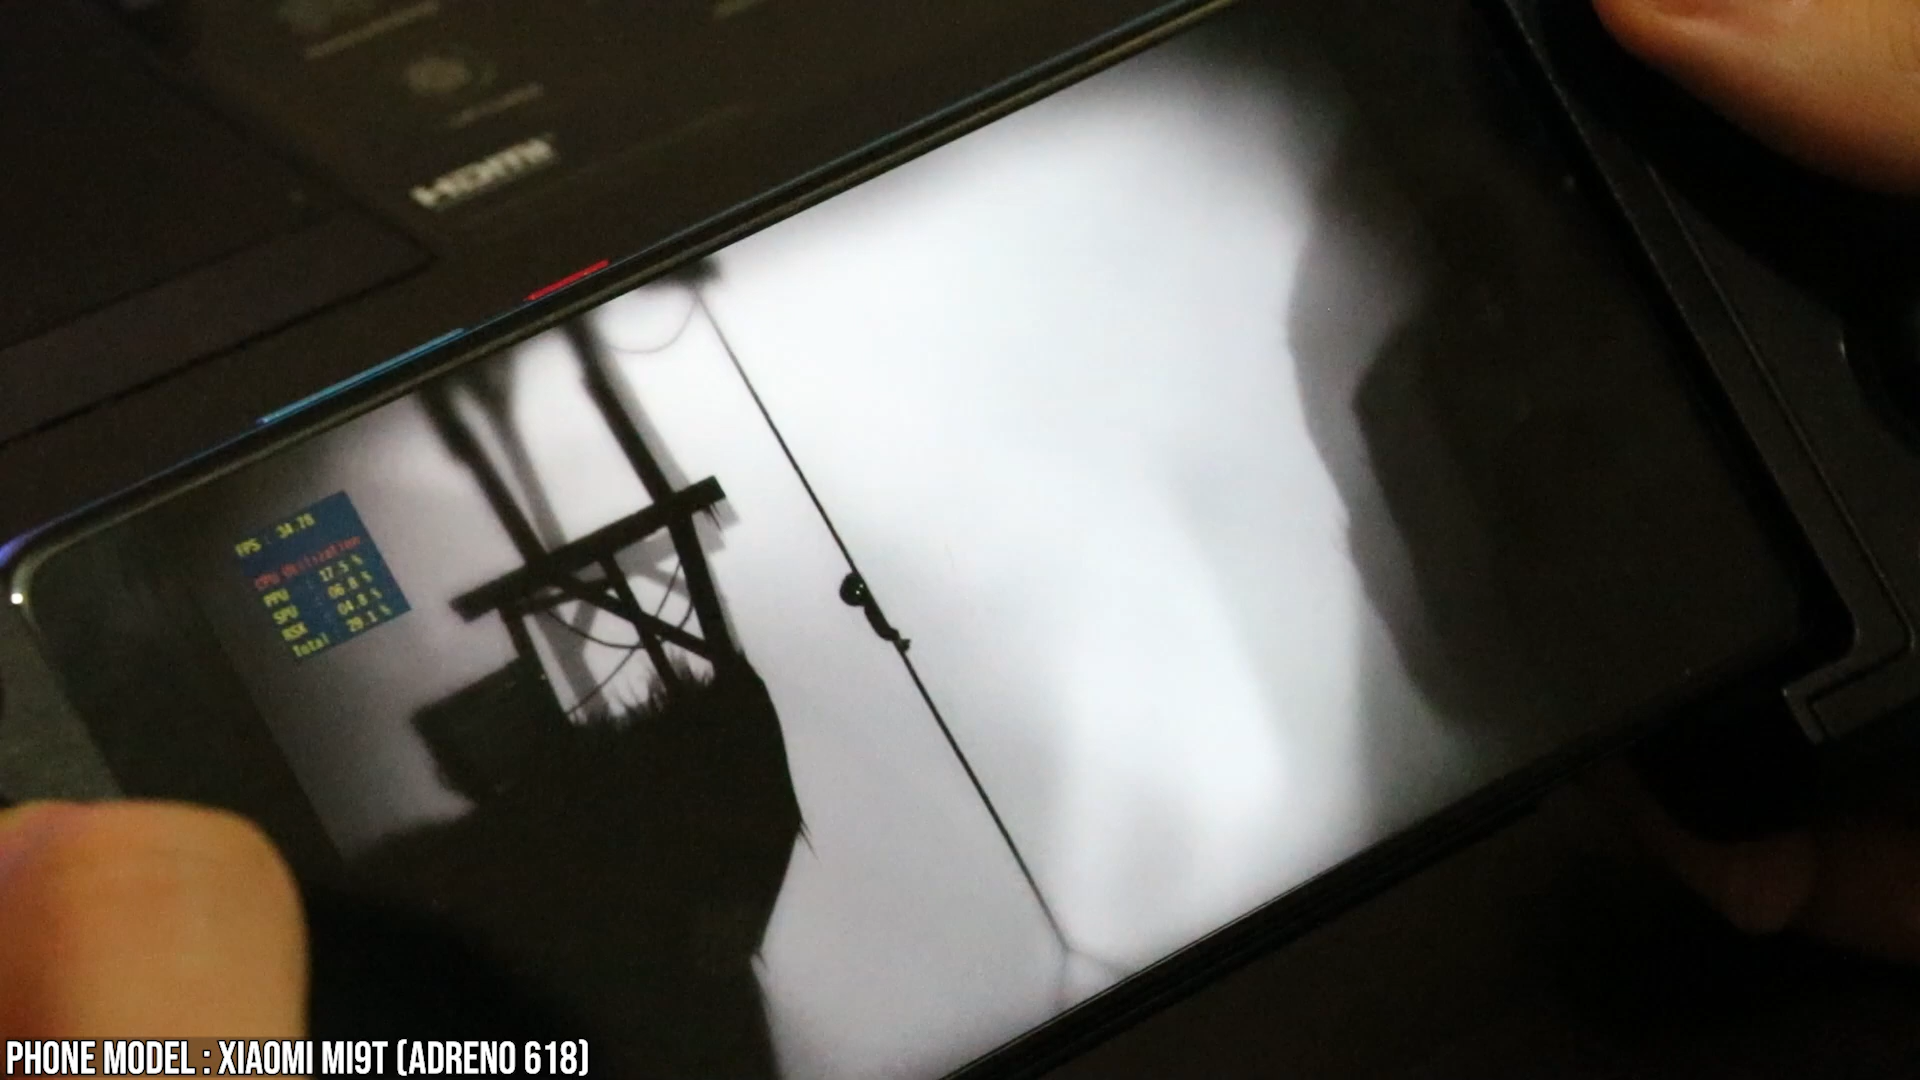 HDMI
FPS : 34.28
CPU Utilization
PPU : 17.5 %
SPU : 06.8 %
RSX : 04.8 %
Total : 29.1 %
PHONE MODEL : XIAOMI MI9T (ADRENO 618)